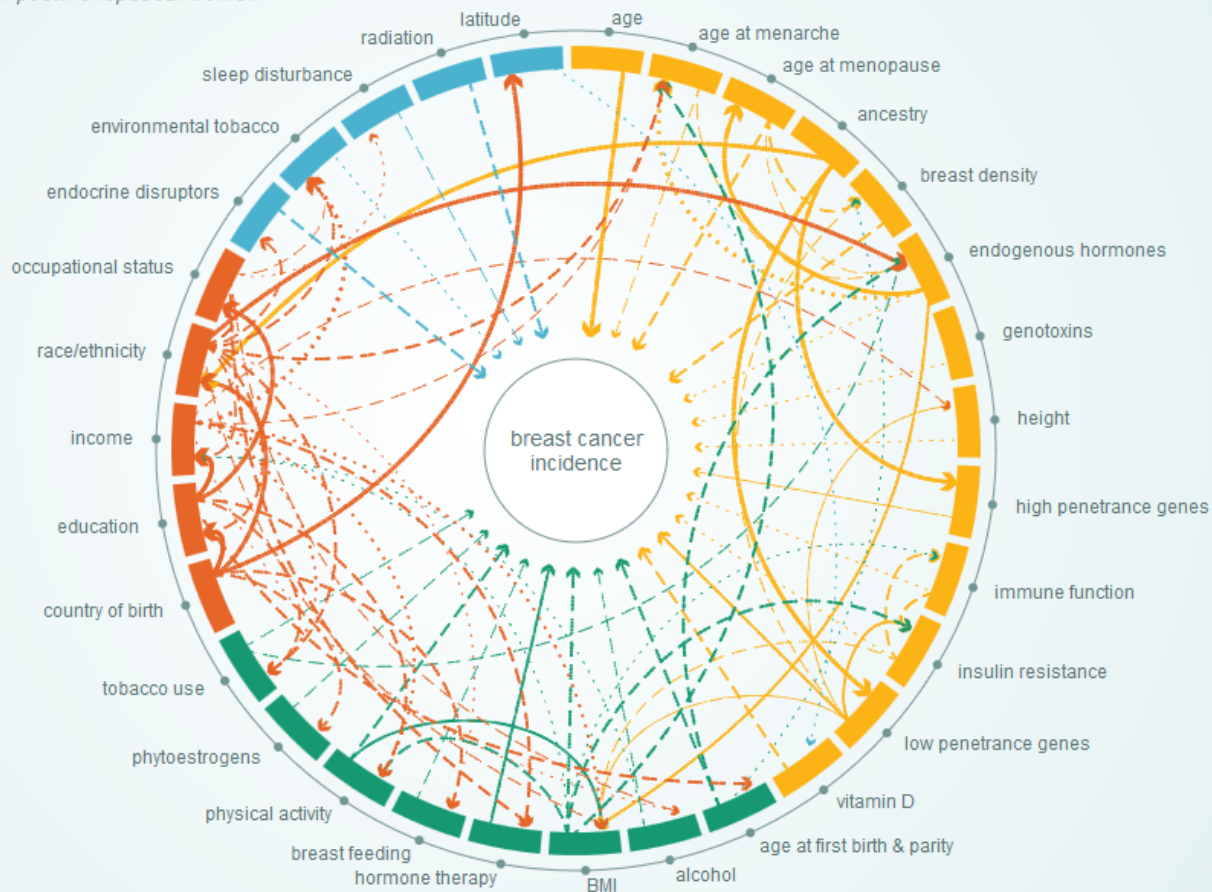 latitude
age
radiation
age at menarche
sleep disturbance
age at menopause
environmental tobacco
ancestry
endocrine disruptors
breast density
occupational status
endogenous hormones
race/ethnicity
genotoxins
income
breast cancer
incidence
height
education
high penetrance genes
country of birth
immune function
tobacco use
insulin resistance
phytoestrogens
low penetrance genes
physical activity
vitamin D
breast feeding
age at first birth & parity
hormone therapy
BMI
alcohol